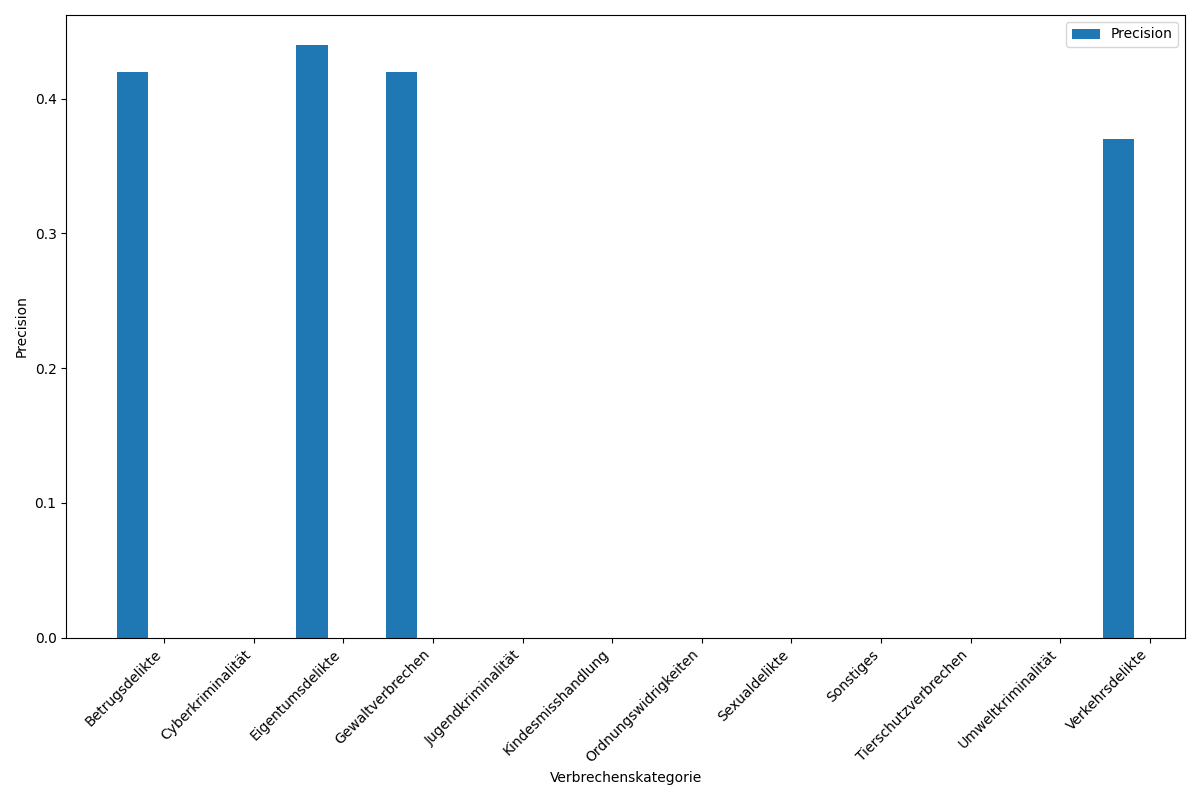 Precision
0.4
0.3
0.2
0.1
0.0
Precision
Betrugsdelikte
Cyberkriminalität
Eigentumsdelikte
Gewaltverbrechen
Jugendkriminalität
Kindesmisshandlung
Ordnungswidrigkeiten
Sexualdelikte
Sonstiges
Tierschutzverbrechen
Umweltkriminalität
Verkehrsdelikte
Verbrechenskategorie